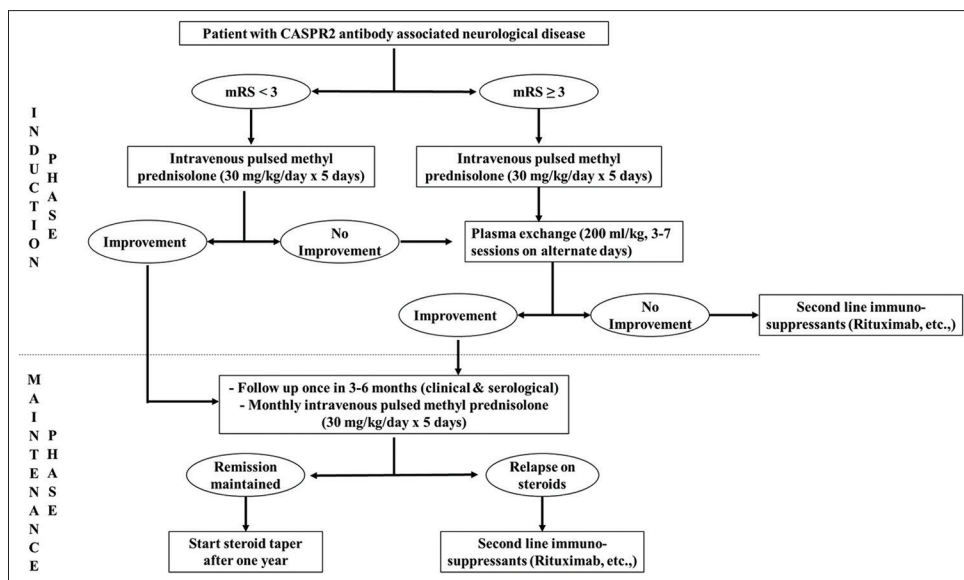 Patient with CASPR2 antibody associated neurological disease
mRS < 3
mRS ≥ 3
INDUCTION
PHASE
Intravenous pulsed methyl
prednisolone (30 mg/kg/day x 5 days)
Intravenous pulsed methyl
prednisolone (30 mg/kg/day x 5 days)
Improvement
No
Improvement
Plasma exchange (200 ml/kg, 3-7
sessions on alternate days)
Improvement
No
Improvement
Second line immuno-
suppressants (Rituximab, etc.,)
MAINTENANCE
PHASE
- Follow up once in 3-6 months (clinical & serological)
- Monthly intravenous pulsed methyl prednisolone
(30 mg/kg/day x 5 days)
Remission
maintained
Relapse on
steroids
Start steroid taper
after one year
Second line immuno-
suppressants (Rituximab, etc.,)